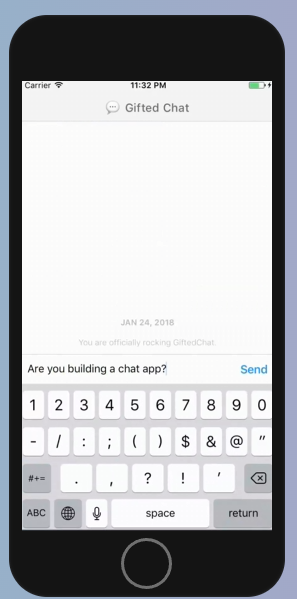 Carrier 11:32 PM
💬 Gifted Chat
JAN 24, 2018
You are officially rocking GiftedChat.
Are you building a chat app? Send
1 2 3 4 5 6 7 8 9 0
- / : ; ( ) $ & @ "
#+= . , ? ! '
ABC space return